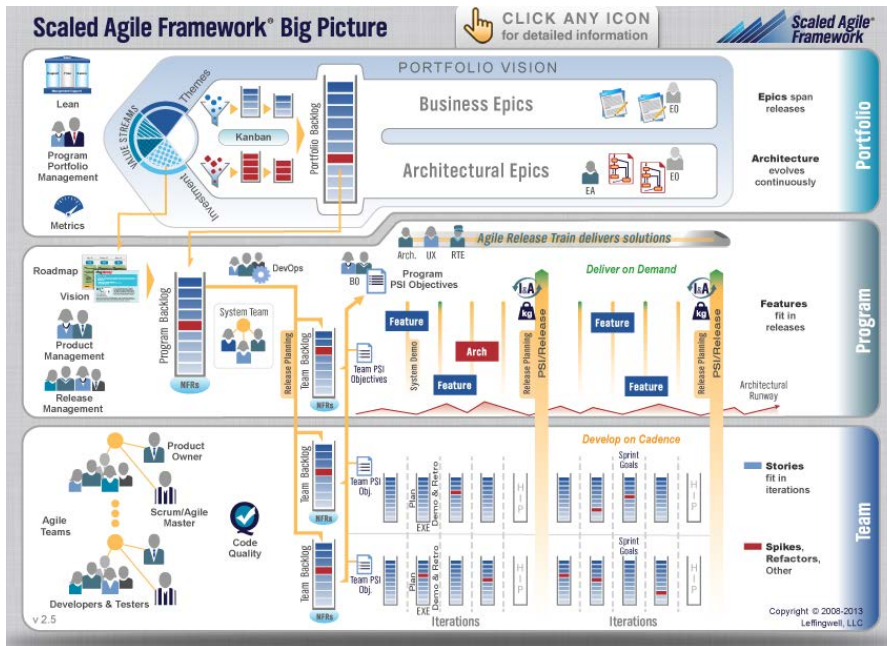 Scaled Agile Framework® Big Picture
CLICK ANY ICON
for detailed information
Scaled Agile®
Framework
PORTFOLIO VISION
Lean
Program
Portfolio
Management
Metrics
VALUE STREAMS
Themes
Investment
Kanban
Portfolio Backlog
Business Epics
EO
Architectural Epics
EA
EO
Epics span
releases
Architecture
evolves
continuously
Portfolio
Agile Release Train delivers solutions
Arch.
UX
RTE
Roadmap
Vision
Product
Management
Release
Management
Program Backlog
NFRs
DevOps
System Team
BO
Program
PSI Objectives
Release Planning
Team Backlog
NFRs
Team PSI
Objectives
Deliver on Demand
Feature
System Demo
Feature
Arch
I&A
kg
Release Planning
PSI/Release
Feature
Feature
I&A
kg
Release Planning
PSI/Release
Architectural
Runway
Features
fit in
releases
Program
Product
Owner
Scrum/Agile
Master
Agile
Teams
Developers & Testers
Code
Quality
Team Backlog
NFRs
Team PSI
Obj.
Team Backlog
NFRs
Team PSI
Obj.
Develop on Cadence
Plan
EXE
Demo & Retro
HIP
Sprint
Goals
HIP
Plan
EXE
Demo & Retro
HIP
Sprint
Goals
HIP
Iterations
Iterations
Stories
fit in
iterations
Spikes,
Refactors,
Other
Team
v 2.5
Copyright © 2008-2013
Leffingwell, LLC